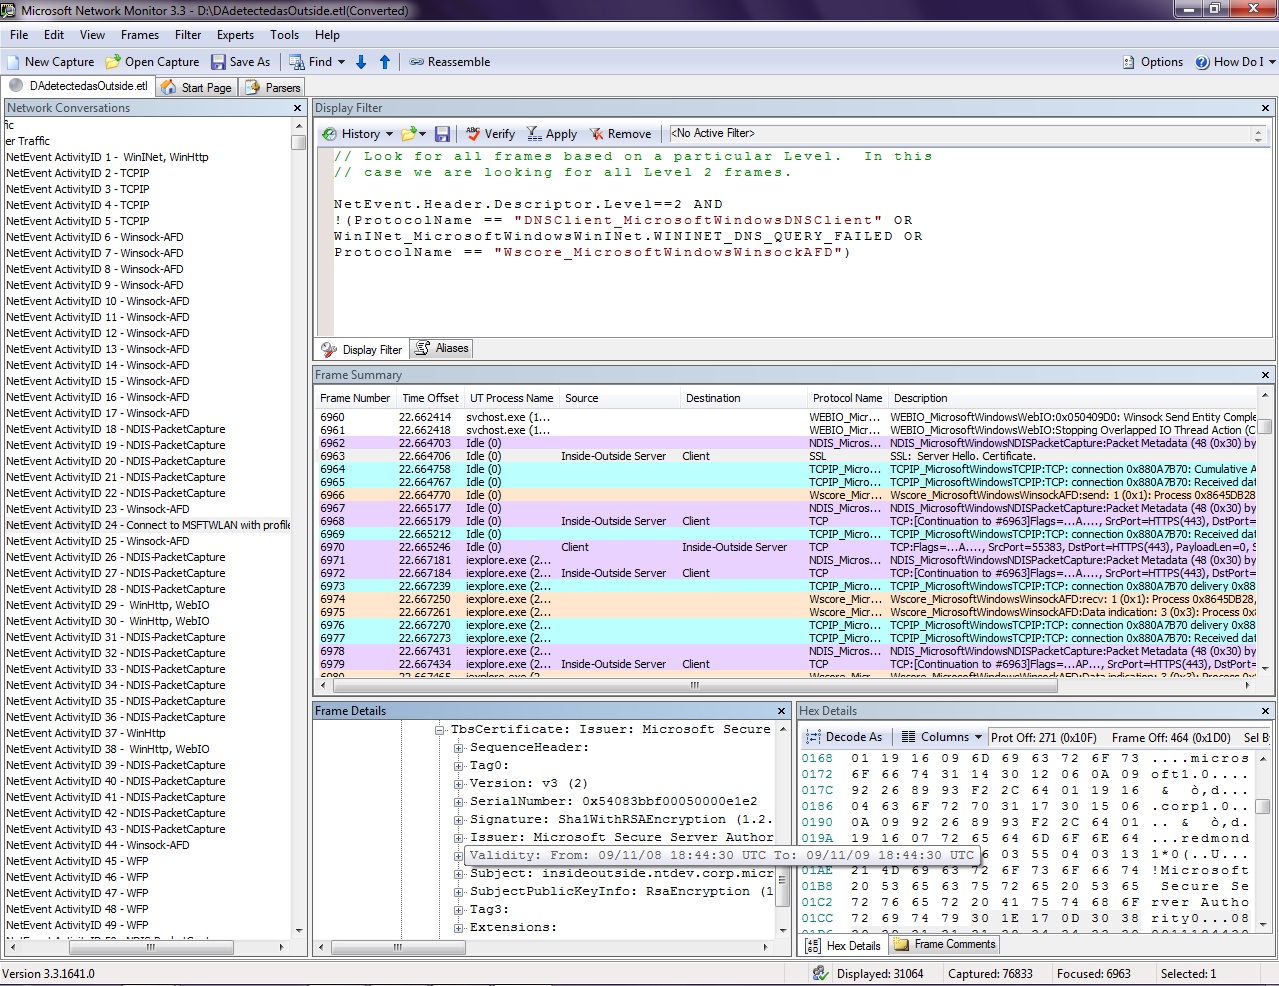 Microsoft Network Monitor 3.3 - D:\DAdetectedasOutside.etl(Converted)
File Edit View Frames Filter Experts Tools Help
New Capture Open Capture Save As Find Reassemble Options How Do I
DAdetectedasOutside.etl Start Page Parsers
Network Conversations
er Traffic
NetEvent ActivityID 1 - WinINet, WinHttp
NetEvent ActivityID 2 - TCPIP
NetEvent ActivityID 3 - TCPIP
NetEvent ActivityID 4 - TCPIP
NetEvent ActivityID 5 - TCPIP
NetEvent ActivityID 6 - Winsock-AFD
NetEvent ActivityID 7 - Winsock-AFD
NetEvent ActivityID 8 - Winsock-AFD
NetEvent ActivityID 9 - Winsock-AFD
NetEvent ActivityID 10 - Winsock-AFD
NetEvent ActivityID 11 - Winsock-AFD
NetEvent ActivityID 12 - Winsock-AFD
NetEvent ActivityID 13 - Winsock-AFD
NetEvent ActivityID 14 - Winsock-AFD
NetEvent ActivityID 15 - Winsock-AFD
NetEvent ActivityID 16 - Winsock-AFD
NetEvent ActivityID 17 - Winsock-AFD
NetEvent ActivityID 18 - NDIS-PacketCapture
NetEvent ActivityID 19 - NDIS-PacketCapture
NetEvent ActivityID 20 - NDIS-PacketCapture
NetEvent ActivityID 21 - NDIS-PacketCapture
NetEvent ActivityID 22 - NDIS-PacketCapture
NetEvent ActivityID 23 - Winsock-AFD
NetEvent ActivityID 24 - Connect to MSFTWLAN with profile
NetEvent ActivityID 25 - Winsock-AFD
NetEvent ActivityID 26 - NDIS-PacketCapture
NetEvent ActivityID 27 - NDIS-PacketCapture
NetEvent ActivityID 28 - NDIS-PacketCapture
NetEvent ActivityID 29 - WinHttp, WebIO
NetEvent ActivityID 30 - WinHttp, WebIO
NetEvent ActivityID 31 - NDIS-PacketCapture
NetEvent ActivityID 32 - NDIS-PacketCapture
NetEvent ActivityID 33 - NDIS-PacketCapture
NetEvent ActivityID 34 - NDIS-PacketCapture
NetEvent ActivityID 35 - NDIS-PacketCapture
NetEvent ActivityID 36 - NDIS-PacketCapture
NetEvent ActivityID 37 - WinHttp
NetEvent ActivityID 38 - WinHttp, WebIO
NetEvent ActivityID 39 - NDIS-PacketCapture
NetEvent ActivityID 40 - NDIS-PacketCapture
NetEvent ActivityID 41 - NDIS-PacketCapture
NetEvent ActivityID 42 - NDIS-PacketCapture
NetEvent ActivityID 43 - NDIS-PacketCapture
NetEvent ActivityID 44 - Winsock-AFD
NetEvent ActivityID 45 - WFP
NetEvent ActivityID 46 - WFP
NetEvent ActivityID 47 - WFP
NetEvent ActivityID 48 - WFP
NetEvent ActivityID 49 - WFP
Display Filter
History Verify Apply Remove <No Active Filter>
// Look for all frames based on a particular Level. In this
// case we are looking for all Level 2 frames.
NetEvent.Header.Descriptor.Level==2 AND
!(ProtocolName == "DNSClient_MicrosoftWindowsDNSClient" OR
WinINet_MicrosoftWindowsWinINet.WININET_DNS_QUERY_FAILED OR
ProtocolName == "Wscore_MicrosoftWindowsWinsockAFD")
Display Filter Aliases
Frame Summary
Frame Number Time Offset UT Process Name Source Destination Protocol Name Description
6960 22.662414 svchost.exe (1... WEBIO_Micr... WEBIO_MicrosoftWindowsWebIO:0x050409D0: Winsock Send Entity Comple
6961 22.662418 svchost.exe (1... WEBIO_Micr... WEBIO_MicrosoftWindowsWebIO:Stopping Overlapped IO Thread Action (C
6962 22.664703 Idle (0) NDIS_Micros... NDIS_MicrosoftWindowsNDISPacketCapture:Packet Metadata (48 (0x30) by
6963 22.664706 Idle (0) Inside-Outside Server Client SSL SSL: Server Hello. Certificate.
6964 22.664758 Idle (0) TCPIP_Micro... TCPIP_MicrosoftWindowsTCPIP:TCP: connection 0x880A7B70: Cumulative A
6965 22.664767 Idle (0) TCPIP_Micro... TCPIP_MicrosoftWindowsTCPIP:TCP: connection 0x880A7B70: Received dat
6966 22.664770 Idle (0) Wscore_Micr... Wscore_MicrosoftWindowsWinsockAFD:send: 1 (0x1): Process 0x8645DB28
6967 22.665177 Idle (0) NDIS_Micros... NDIS_MicrosoftWindowsNDISPacketCapture:Packet Metadata (48 (0x30) by
6968 22.665179 Idle (0) Inside-Outside Server Client TCP TCP:[Continuation to #6963]Flags=...A...., SrcPort=HTTPS(443), DstPort=
6969 22.665212 Idle (0) TCPIP_Micro... TCPIP_MicrosoftWindowsTCPIP:TCP: connection 0x880A7B70: Received dat
6970 22.665246 Idle (0) Client Inside-Outside Server TCP TCP:Flags=...A...., SrcPort=55383, DstPort=HTTPS(443), PayloadLen=0, S
6971 22.667181 iexplore.exe (2... NDIS_Micros... NDIS_MicrosoftWindowsNDISPacketCapture:Packet Metadata (48 (0x30) by
6972 22.667184 iexplore.exe (2... Inside-Outside Server Client TCP TCP:[Continuation to #6963]Flags=...A...., SrcPort=HTTPS(443), DstPort=
6973 22.667239 iexplore.exe (2... TCPIP_Micro... TCPIP_MicrosoftWindowsTCPIP:TCP: connection 0x880A7B70 delivery 0x88
6974 22.667250 iexplore.exe (2... Wscore_Micr... Wscore_MicrosoftWindowsWinsockAFD:recv: 1 (0x1): Process 0x8645DB28,
6975 22.667261 iexplore.exe (2... Wscore_Micr... Wscore_MicrosoftWindowsWinsockAFD:Data indication: 3 (0x3): Process 0x
6976 22.667270 iexplore.exe (2... TCPIP_Micro... TCPIP_MicrosoftWindowsTCPIP:TCP: connection 0x880A7B70 delivery 0x88
6977 22.667273 iexplore.exe (2... TCPIP_Micro... TCPIP_MicrosoftWindowsTCPIP:TCP: connection 0x880A7B70: Received dat
6978 22.667431 iexplore.exe (2... NDIS_Micros... NDIS_MicrosoftWindowsNDISPacketCapture:Packet Metadata (48 (0x30) by
6979 22.667434 iexplore.exe (2... Inside-Outside Server Client TCP TCP:[Continuation to #6963]Flags=...AP..., SrcPort=HTTPS(443), DstPort=
Frame Details
TbsCertificate: Issuer: Microsoft Secure
SequenceHeader:
Tag0:
Version: v3 (2)
SerialNumber: 0x54083bbf00050000e1e2
Signature: Sha1WithRSAEncryption (1.2.
Issuer: Microsoft Secure Server Author
Validity: From: 09/11/08 18:44:30 UTC To: 09/11/09 18:44:30 UTC
Subject: insideoutside.ntdev.corp.micr
SubjectPublicKeyInfo: RsaEncryption (1
Tag3:
Extensions:
Hex Details
Decode As Columns Prot Off: 271 (0x10F) Frame Off: 464 (0x1D0) Sel B
0168 01 19 16 09 6D 69 63 72 6F 73 ....micros
0172 6F 66 74 31 14 30 12 06 0A 09 oft1.0....
017C 92 26 89 93 F2 2C 64 01 19 16 & ò,d...
0186 04 63 6F 72 70 31 17 30 15 06 .corp1.0..
0190 0A 09 92 26 89 93 F2 2C 64 01 .. & ò,d.
019A 19 16 07 72 65 64 6D 6F 6E 64 ...redmond
6 03 55 04 03 13 1*0(..U...
01AE 21 4D 69 63 72 6F 73 6F 66 74 !Microsoft
01B8 20 53 65 63 75 72 65 20 53 65 Secure Se
01C2 72 76 65 72 20 41 75 74 68 6F rver Autho
01CC 72 69 74 79 30 1E 17 0D 30 38 rity0...08
Hex Details Frame Comments
Version 3.3.1641.0 Displayed: 31064 Captured: 76833 Focused: 6963 Selected: 1